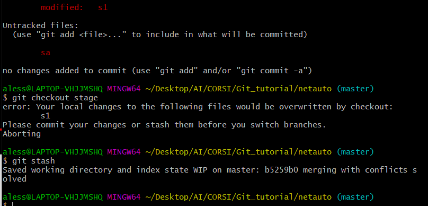 modified: s1
Untracked files:
(use "git add <file>..." to include in what will be committed)
sw
no changes added to commit (use "git add" and/or "git commit -a")
aless@LAPTOP-VHJJMSHQ MINGW64 ~/Desktop/AI/CORSI/Git_tutorial/netauto (master)
$ git checkout stage
error: Your local changes to the following files would be overwritten by checkout:
s1
Please commit your changes or stash them before you switch branches.
Aborting
aless@LAPTOP-VHJJMSHQ MINGW64 ~/Desktop/AI/CORSI/Git_tutorial/netauto (master)
$ git stash
Saved working directory and index state WIP on master: b5259b0 merging with conflicts s
olved
aless@LAPTOP-VHJJMSHQ MINGW64 ~/Desktop/AI/CORSI/Git_tutorial/netauto (master)
$